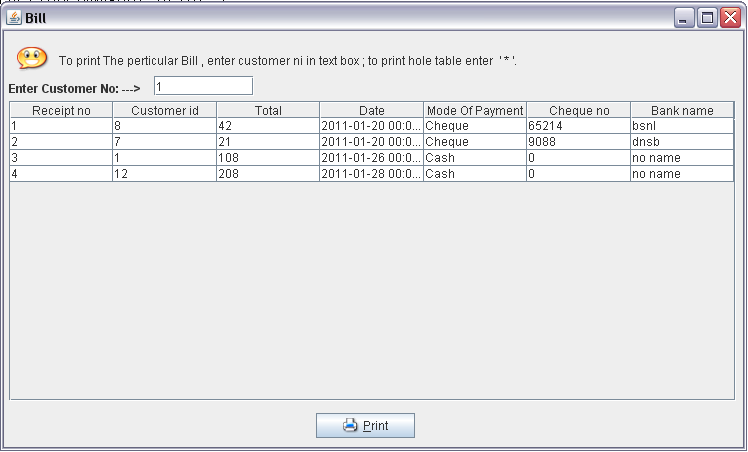 Bill
To print The perticular Bill , enter customer ni in text box ; to print hole table enter ' * '.
Enter Customer No: ---> 1
Receipt no Customer id Total Date Mode Of Payment Cheque no Bank name
1 8 42 2011-01-20 00:0... Cheque 65214 bsnl
2 7 21 2011-01-20 00:0... Cheque 9088 dnsb
3 1 108 2011-01-26 00:0... Cash 0 no name
4 12 208 2011-01-28 00:0... Cash 0 no name
Print